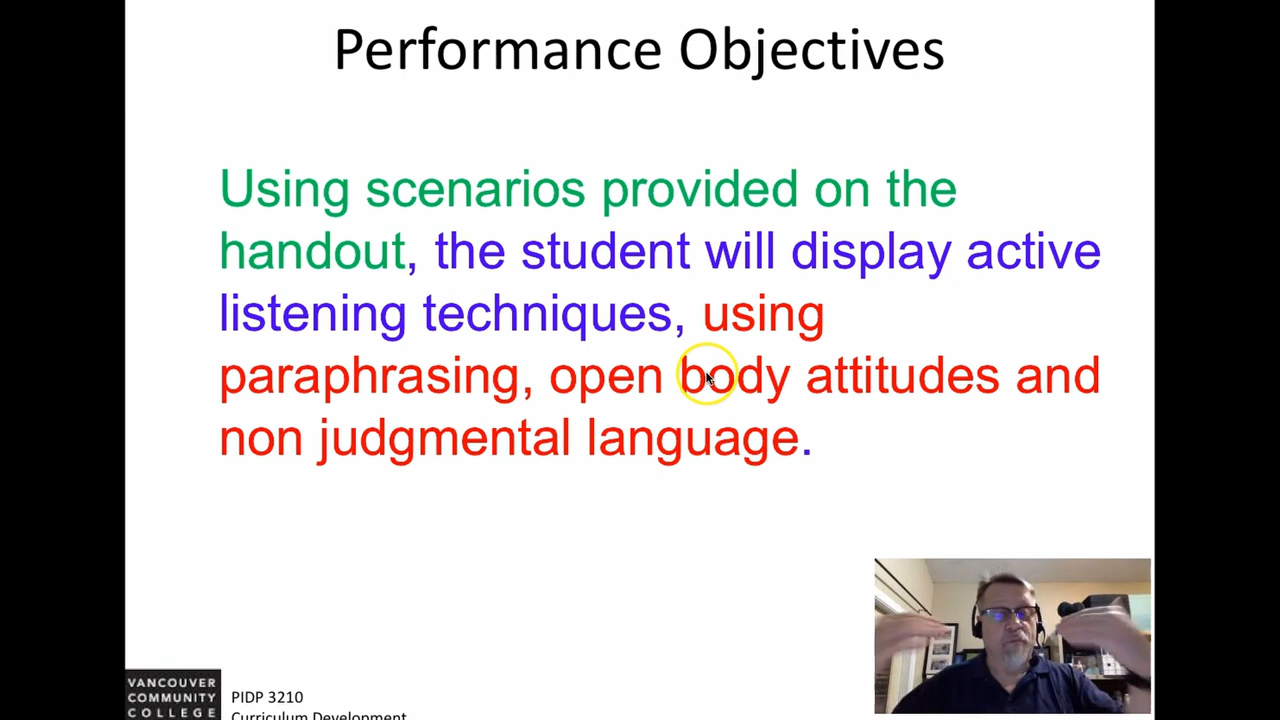 Performance Objectives
Using scenarios provided on the
handout, the student will display active
listening techniques, using
paraphrasing, open body attitudes and
non judgmental language.
VANCOUVER
COMMUNITY
COLLEGE
PIDP 3210
Curriculum Development